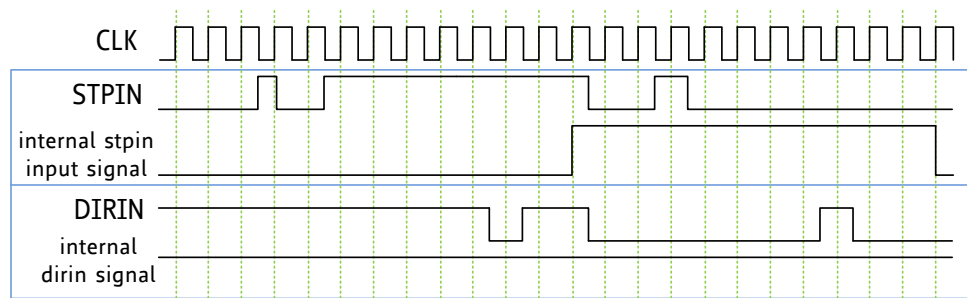 CLK
STPIN
internal stpin
input signal
DIRIN
internal
dirin signal